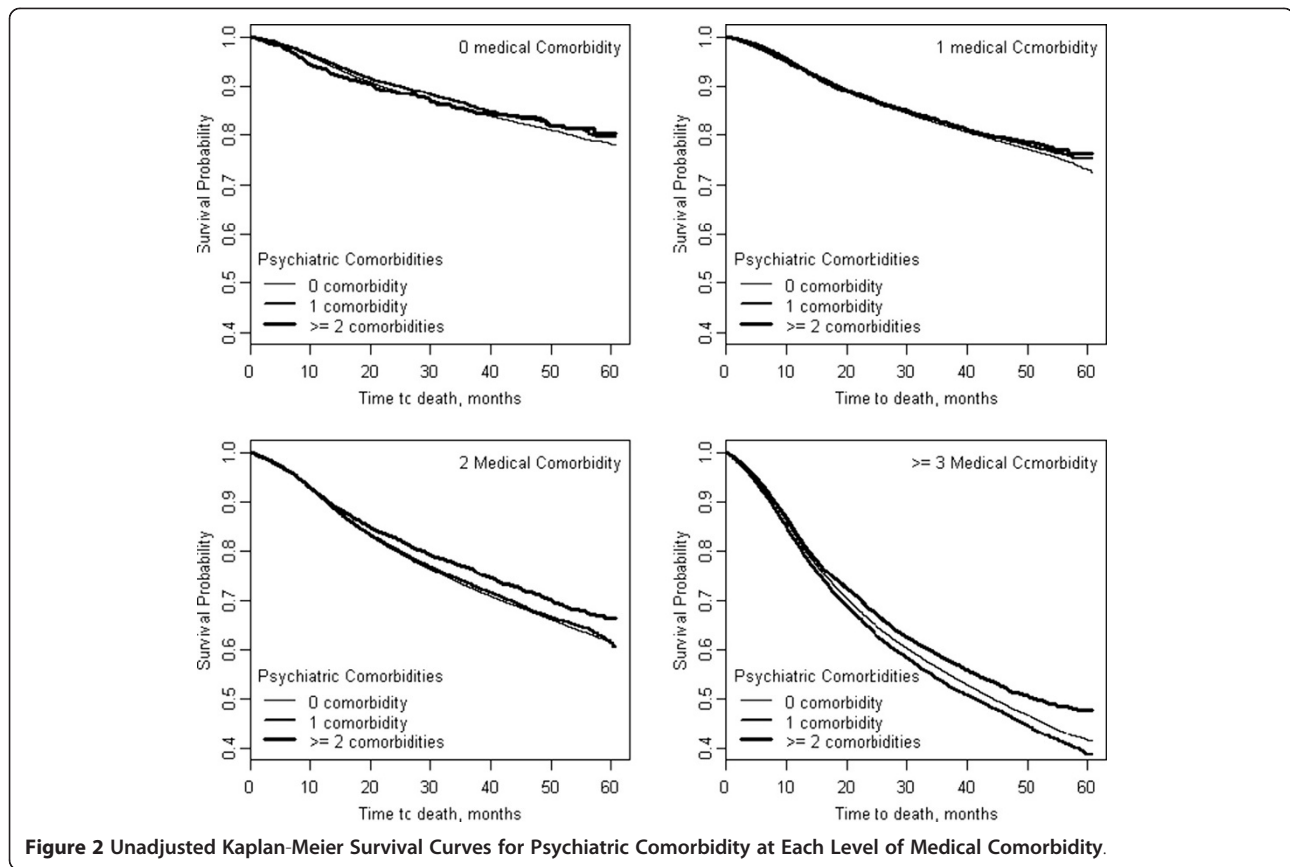 0 medical Comorbidity
Survival Probability
1.0
0.9
0.8
0.7
0.6
0.5
0.4
Psychiatric Comorbidities
0 comorbidity
1 comorbidity
>= 2 comorbidities
0 10 20 30 40 50 60
Time tc death, months
1 medical Ccmorbidity
Survival Probability
1.0
0.9
0.8
0.7
0.6
0.5
0.4
Psychiatric Comorbidities
0 comorbidity
1 comorbidity
>= 2 comorbidities
0 10 20 30 40 50 60
Time to death, months
2 Medical Comorbidity
Survival Probability
1.0
0.9
0.8
0.7
0.6
0.5
0.4
Psychiatric Comorbidities
0 comorbidity
1 comorbidity
>= 2 comorbidities
0 10 20 30 40 50 60
Time tc death, months
>= 3 Medical Ccmorbidity
Survival Probability
1.0
0.9
0.8
0.7
0.6
0.5
0.4
Psychiatric Comorbidities
0 comorbidity
1 comorbidity
>= 2 comorbidities
0 10 20 30 40 50 60
Time to death, months
Figure 2 Unadjusted Kaplan-Meier Survival Curves for Psychiatric Comorbidity at Each Level of Medical Comorbidity.